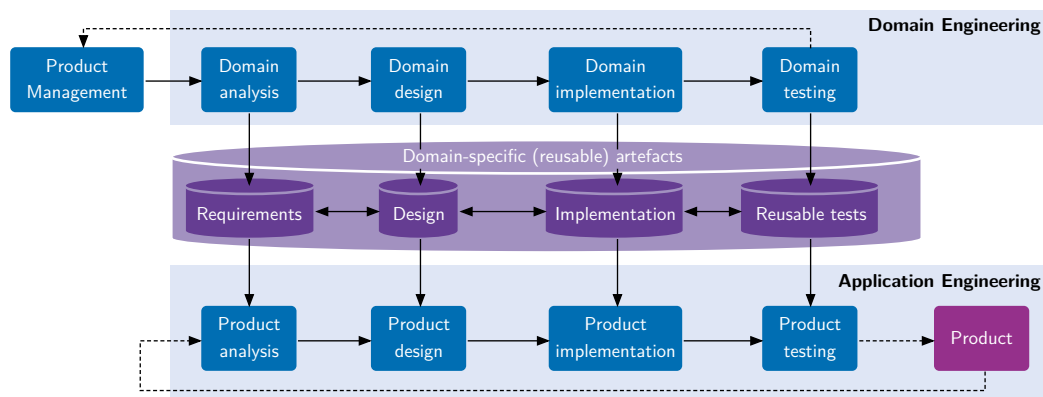 Domain Engineering
Product
Management
Domain
analysis
Domain
design
Domain
implementation
Domain
testing
Domain-specific (reusable) artefacts
Requirements
Design
Implementation
Reusable tests
Application Engineering
Product
analysis
Product
design
Product
implementation
Product
testing
Product